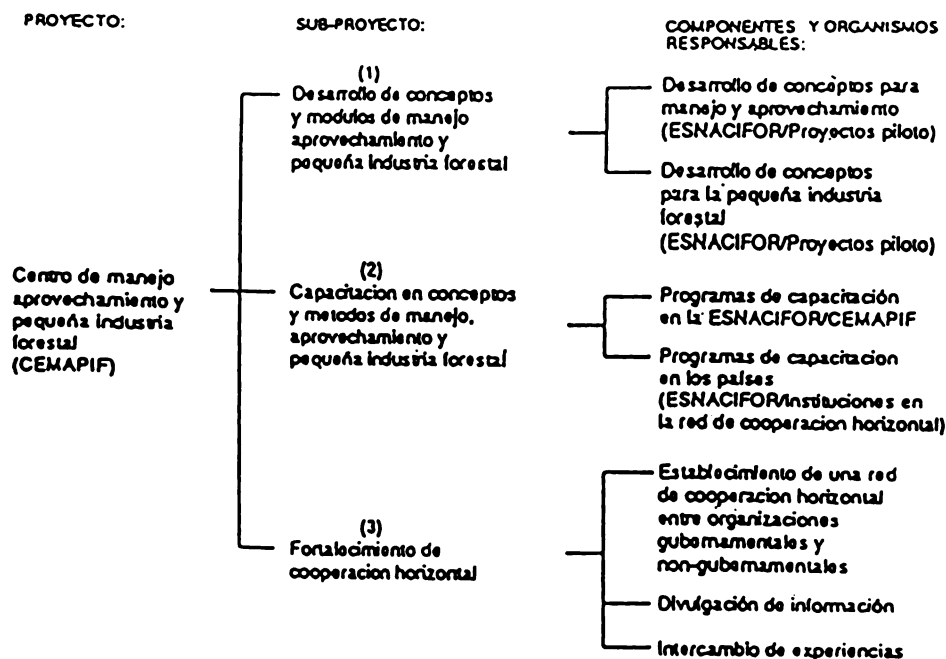 PROYECTO:
SUB-PROYECTO:
COMPONENTES Y ORGANISMOS
RESPONSABLES:
Centro de manejo
aprovechamiento y
pequeña industria
forestal
(CEMAPIF)
(1)
Desarrollo de conceptos
y modulos de manejo
aprovechamiento y
pequeña industria forestal
Desarrollo de conceptos para
manejo y aprovechamiento
(ESNACIFOR/Proyectos piloto)
Desarrollo de conceptos
para la pequeña industria
forestal
(ESNACIFOR/Proyectos piloto)
(2)
Capacitacion en conceptos
y metodos de manejo,
aprovechamiento y
pequeña industria forestal
Programas de capacitación
en la ESNACIFOR/CEMAPIF
Programas de capacitacion
en los países
(ESNACIFOR/Instituciones en
la red de cooperacion horizontal)
(3)
Fortalecimiento de
cooperacion horizontal
Establecimiento de una red
de cooperacion horizontal
entre organizaciones
gubernamentales y
non-gubernamentales
Divulgación de información
Intercambio de experiencias